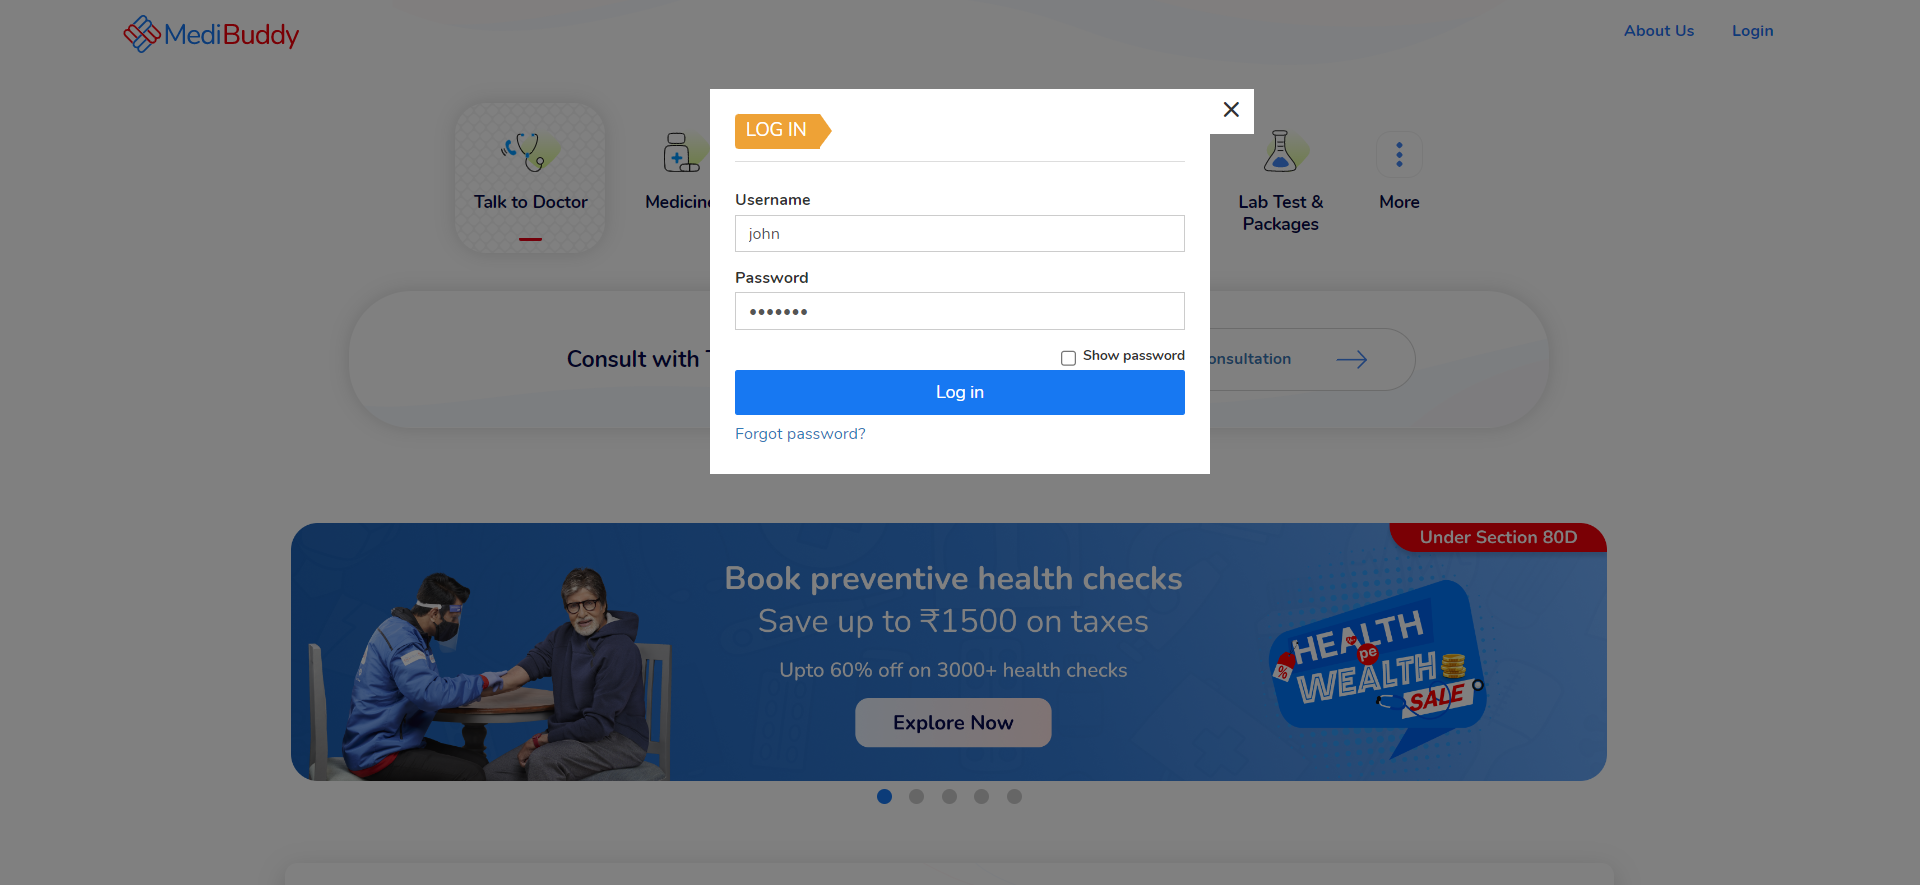 MediBuddy
About Us
Login
LOG IN
Username
john
Password
•••••••
Show password
Log in
Forgot password?
Talk to Doctor
Medicine
Lab Test &
Packages
More
Consult with
onsultation
Under Section 80D
Book preventive health checks
Save up to ₹1500 on taxes
Upto 60% off on 3000+ health checks
Explore Now
HEALTH
pe
WEALTH
%
SALE